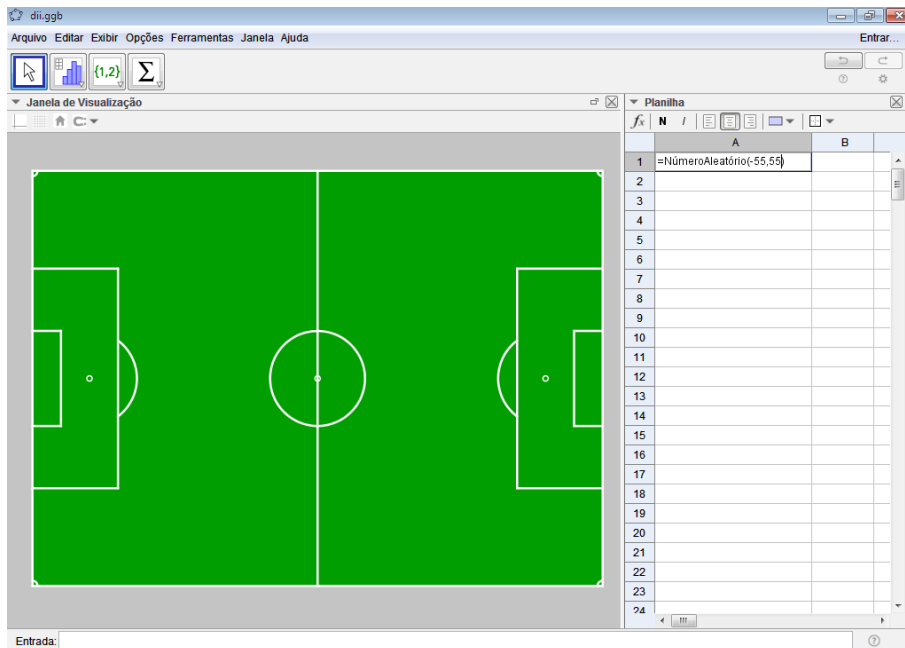 dii.ggb
Arquivo Editar Exibir Opções Ferramentas Janela Ajuda
Entrar...
{1,2}
Σ
Janela de Visualização
Planilha
fx N I
A B
1 =NúmeroAleatório(-55,55)
2
3
4
5
6
7
8
9
10
11
12
13
14
15
16
17
18
19
20
21
22
23
24
Entrada: